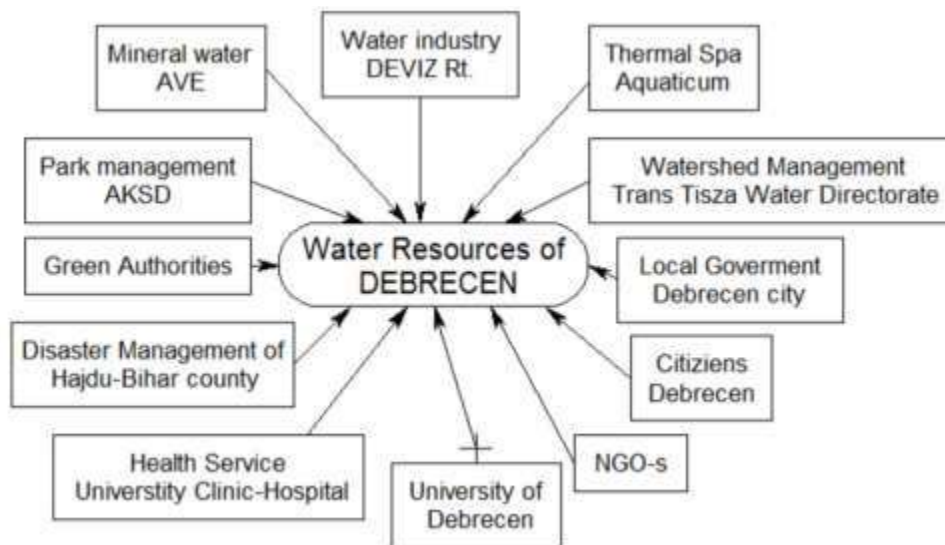 Mineral water
AVE
Water industry
DEVIZ Rt.
Thermal Spa
Aquaticum
Park management
AKSD
Watershed Management
Trans Tisza Water Directorate
Green Authorities
Water Resources of
DEBRECEN
Local Goverment
Debrecen city
Disaster Management of
Hajdu-Bihar county
Citiziens
Debrecen
Health Service
Universtity Clinic-Hospital
University of
Debrecen
NGO-s